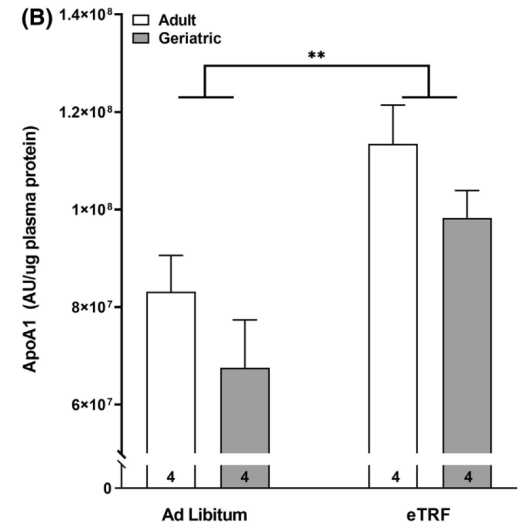 (B)
1.4×10⁸
Adult
Geriatric
**
1.2×10⁸
1×10⁸
8×10⁷
6×10⁷
0
ApoA1 (AU/ug plasma protein)
4 4 4 4
Ad Libitum eTRF